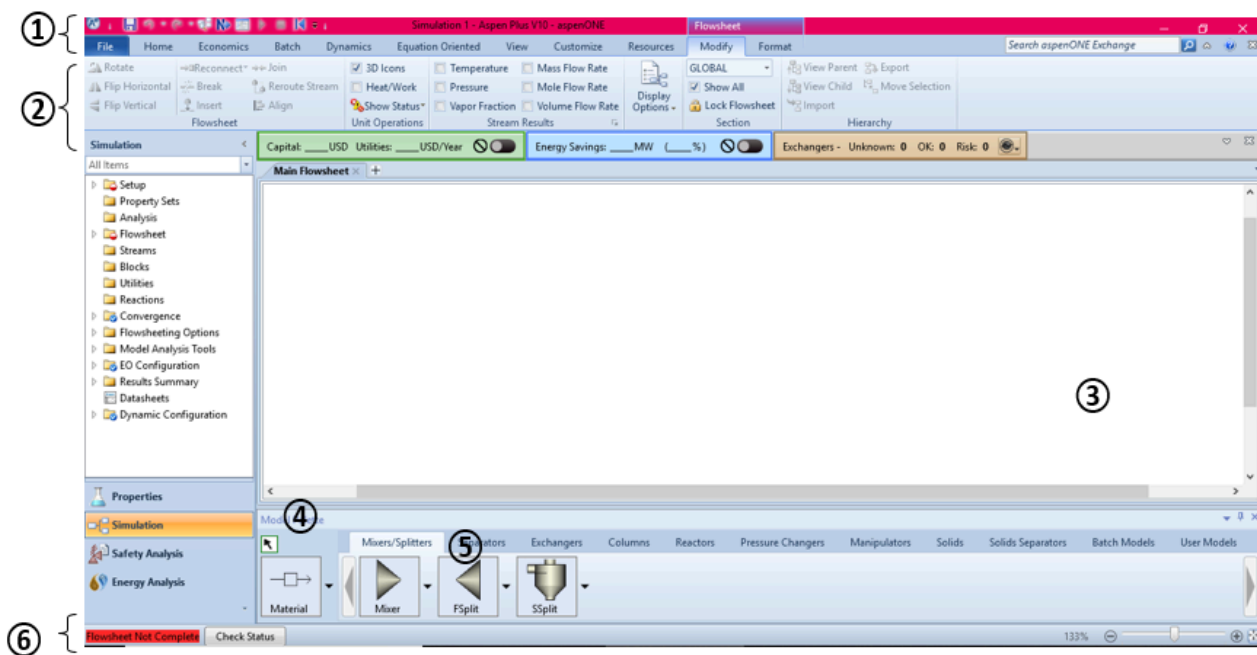 ①
Simulation 1 - Aspen Plus V10 - aspenONE Flowsheet
File Home Economics Batch Dynamics Equation Oriented View Customize Resources Modify Format Search aspenONE Exchange
②
Rotate Reconnect Join 3D Icons Temperature Mass Flow Rate GLOBAL View Parent Export
Flip Horizontal Break Reroute Stream Heat/Work Pressure Mole Flow Rate Display Show All View Child Move Selection
Flip Vertical Insert Align Show Status Vapor Fraction Volume Flow Rate Options Lock Flowsheet Import
Flowsheet Unit Operations Stream Results Section Hierarchy
Simulation Capital: ____USD Utilities: ____USD/Year Energy Savings: ____MW (____%) Exchangers - Unknown: 0 OK: 0 Risk: 0
All Items Main Flowsheet +
Setup
Property Sets
Analysis
Flowsheet
Streams
Blocks
Utilities
Reactions
Convergence
Flowsheeting Options
Model Analysis Tools
EO Configuration
Results Summary
Datasheets
Dynamic Configuration
③
Properties
Simulation
Safety Analysis
Energy Analysis
④
Mixers/Splitters ⑤ Exchangers Columns Reactors Pressure Changers Manipulators Solids Solids Separators Batch Models User Models
Material Mixer FSplit SSplit
⑥
Flowsheet Not Complete Check Status 133%